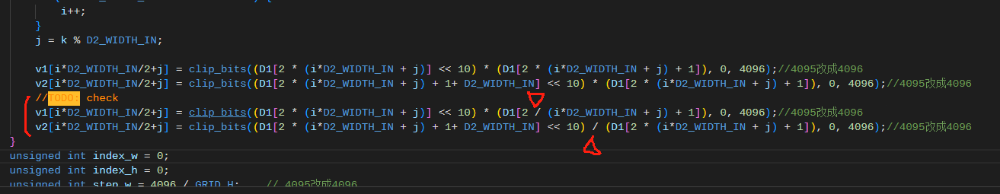 i++;
}
j = k % D2_WIDTH_IN;
v1[i*D2_WIDTH_IN/2+j] = clip_bits((D1[2 * (i*D2_WIDTH_IN + j)] << 10) * (D1[2 * (i*D2_WIDTH_IN + j) + 1]), 0, 4096);//4095改成4096
v2[i*D2_WIDTH_IN/2+j] = clip_bits((D1[2 * (i*D2_WIDTH_IN + j) + 1+ D2_WIDTH_IN] << 10) * (D1[2 * (i*D2_WIDTH_IN + j) + 1]), 0, 4096);//4095改成4096
//TODO: check
v1[i*D2_WIDTH_IN/2+j] = clip_bits((D1[2 * (i*D2_WIDTH_IN + j)] << 10) * (D1[2 / (i*D2_WIDTH_IN + j) + 1]), 0, 4096);//4095改成4096
v2[i*D2_WIDTH_IN/2+j] = clip_bits((D1[2 * (i*D2_WIDTH_IN + j) + 1+ D2_WIDTH_IN] << 10) / (D1[2 * (i*D2_WIDTH_IN + j) + 1]), 0, 4096);//4095改成4096
}
unsigned int index_w = 0;
unsigned int index_h = 0;
unsigned int step_w = 4096 / GRID_H; // 4095改成4096